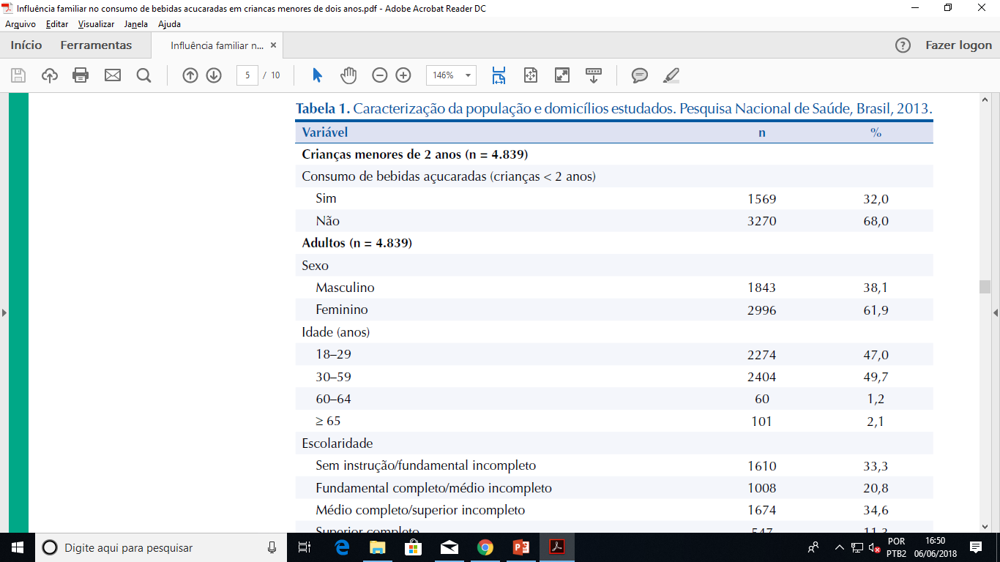 Influência familiar no consumo de bebidas acucaradas em criancas menores de dois anos.pdf - Adobe Acrobat Reader DC
Arquivo Editar Visualizar Janela Ajuda
Início Ferramentas Influência familiar n... × Fazer logon
5 / 10 146%
Tabela 1. Caracterização da população e domicílios estudados. Pesquisa Nacional de Saúde, Brasil, 2013.
Variável n %
Crianças menores de 2 anos (n = 4.839)
Consumo de bebidas açucaradas (crianças < 2 anos)
Sim 1569 32,0
Não 3270 68,0
Adultos (n = 4.839)
Sexo
Masculino 1843 38,1
Feminino 2996 61,9
Idade (anos)
18–29 2274 47,0
30–59 2404 49,7
60–64 60 1,2
≥ 65 101 2,1
Escolaridade
Sem instrução/fundamental incompleto 1610 33,3
Fundamental completo/médio incompleto 1008 20,8
Médio completo/superior incompleto 1674 34,6
Superior completo 547 11,3
Digite aqui para pesquisar POR 16:50
PTB2 06/06/2018